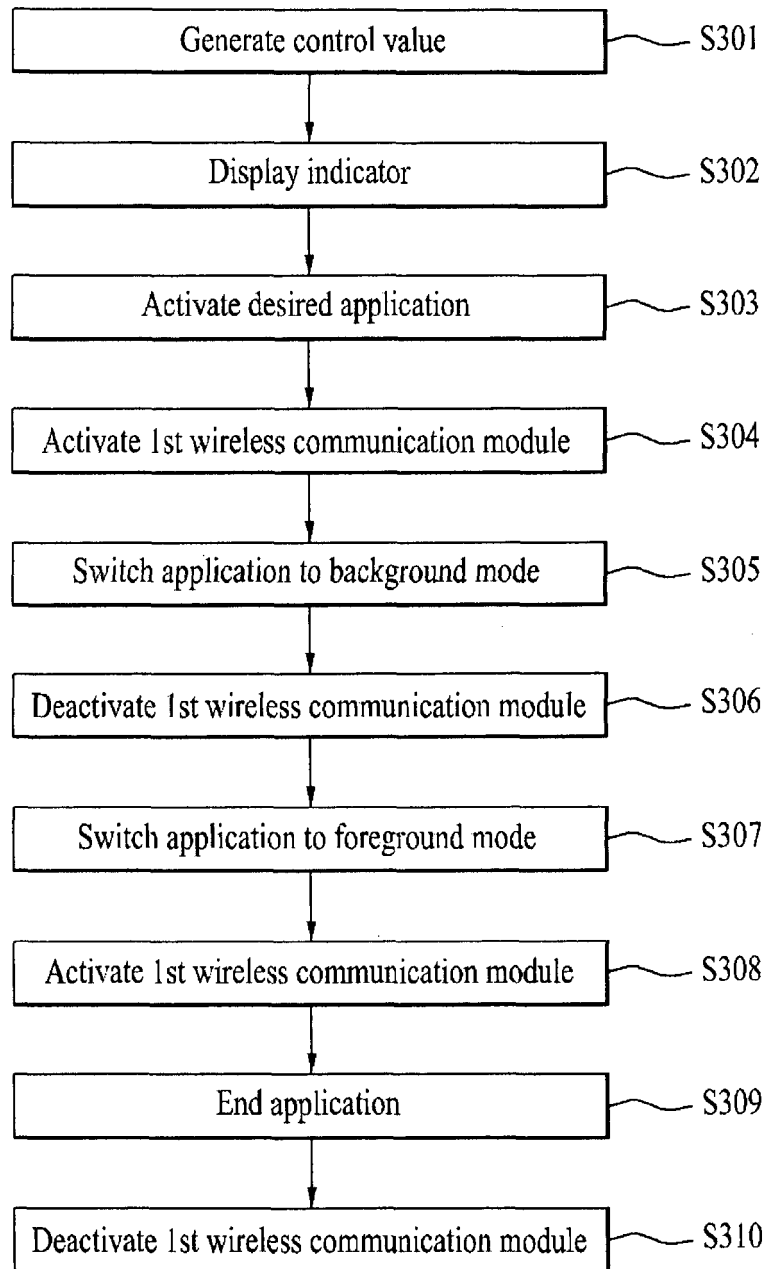 Generate control value S301
Display indicator S302
Activate desired application S303
Activate 1st wireless communication module S304
Switch application to background mode S305
Deactivate 1st wireless communication module S306
Switch application to foreground mode S307
Activate 1st wireless communication module S308
End application S309
Deactivate 1st wireless communication module S310